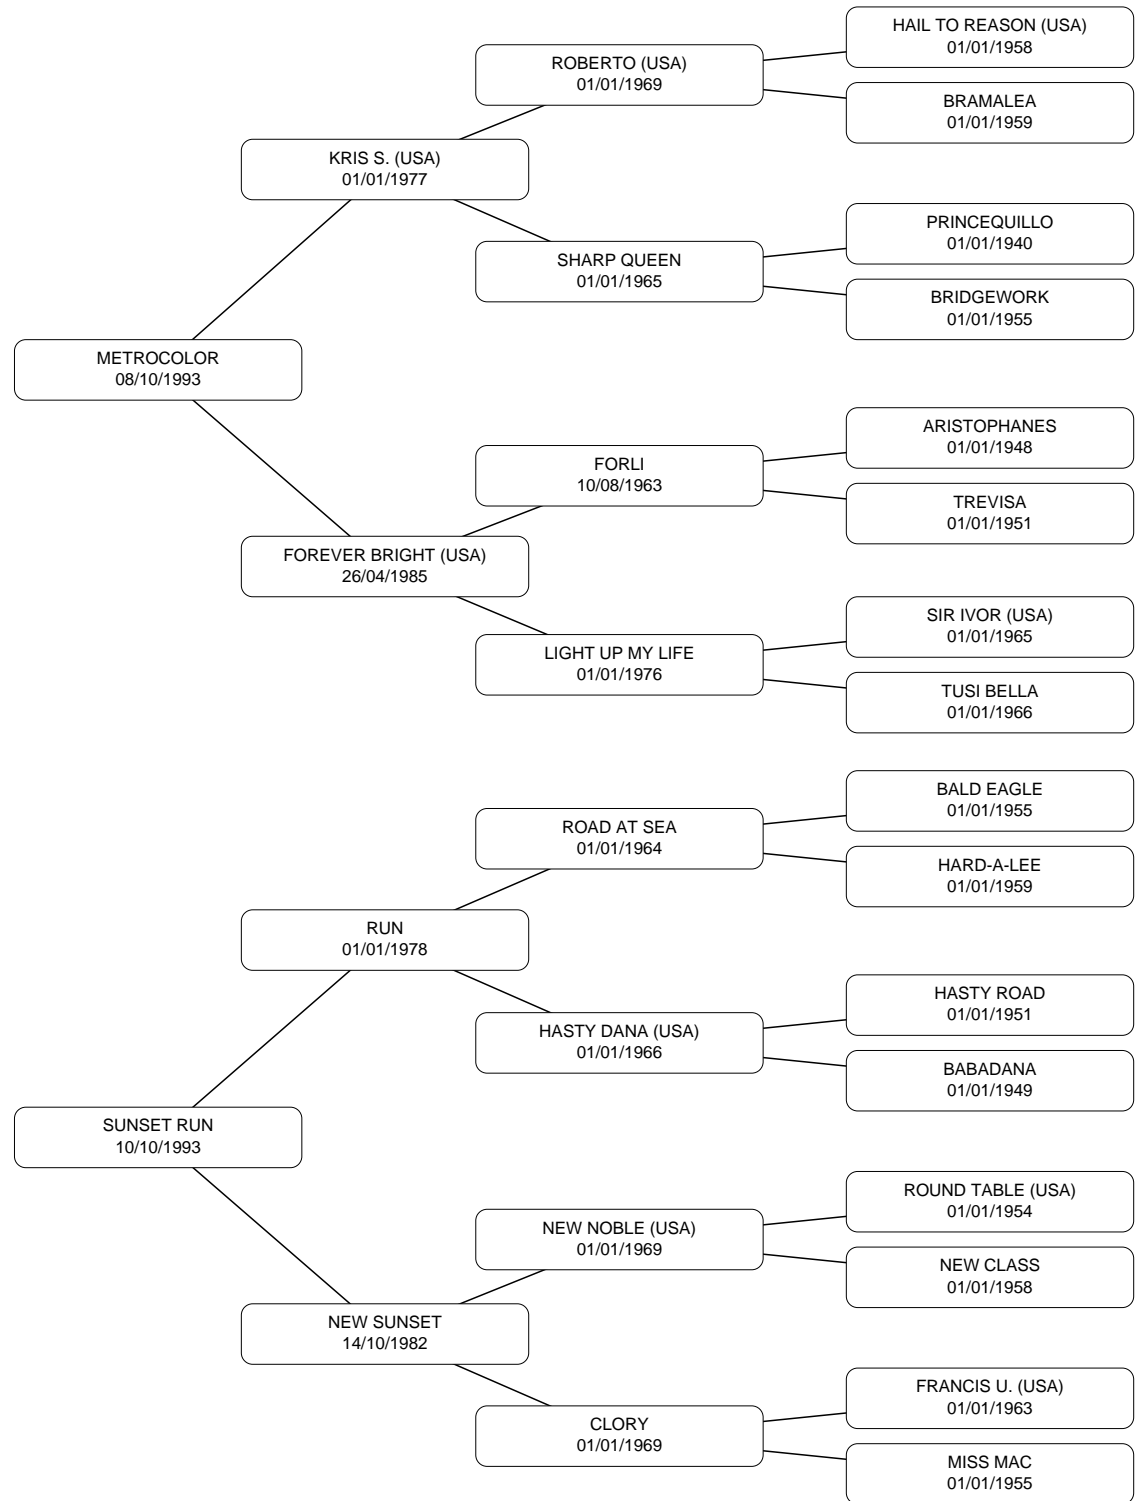 HAIL TO REASON (USA)
01/01/1958
ROBERTO (USA)
01/01/1969
BRAMALEA
01/01/1959
KRIS S. (USA)
01/01/1977
PRINCEQUILLO
01/01/1940
SHARP QUEEN
01/01/1965
BRIDGEWORK
01/01/1955
METROCOLOR
08/10/1993
ARISTOPHANES
01/01/1948
FORLI
10/08/1963
TREVISA
01/01/1951
FOREVER BRIGHT (USA)
26/04/1985
SIR IVOR (USA)
01/01/1965
LIGHT UP MY LIFE
01/01/1976
TUSI BELLA
01/01/1966
BALD EAGLE
01/01/1955
ROAD AT SEA
01/01/1964
HARD-A-LEE
01/01/1959
RUN
01/01/1978
HASTY ROAD
01/01/1951
HASTY DANA (USA)
01/01/1966
BABADANA
01/01/1949
SUNSET RUN
10/10/1993
ROUND TABLE (USA)
01/01/1954
NEW NOBLE (USA)
01/01/1969
NEW CLASS
01/01/1958
NEW SUNSET
14/10/1982
FRANCIS U. (USA)
01/01/1963
CLORY
01/01/1969
MISS MAC
01/01/1955